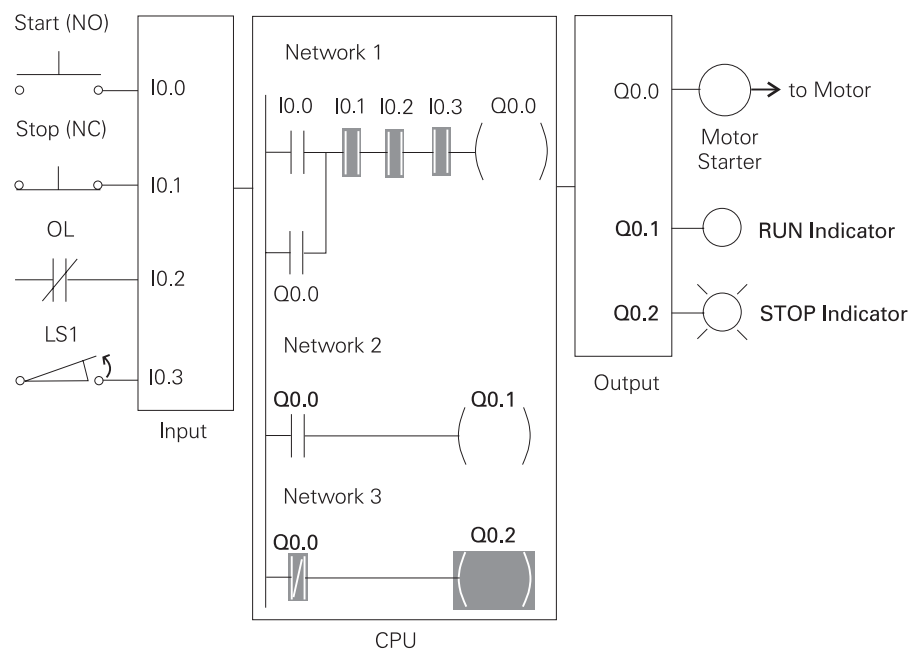 Start (NO)
I0.0
Stop (NC)
I0.1
OL
I0.2
LS1
I0.3
Input
Network 1
I0.0 I0.1 I0.2 I0.3 Q0.0
Q0.0
Network 2
Q0.0 Q0.1
Network 3
Q0.0 Q0.2
CPU
Q0.0
to Motor
Motor
Starter
Q0.1
RUN Indicator
Q0.2
STOP Indicator
Output